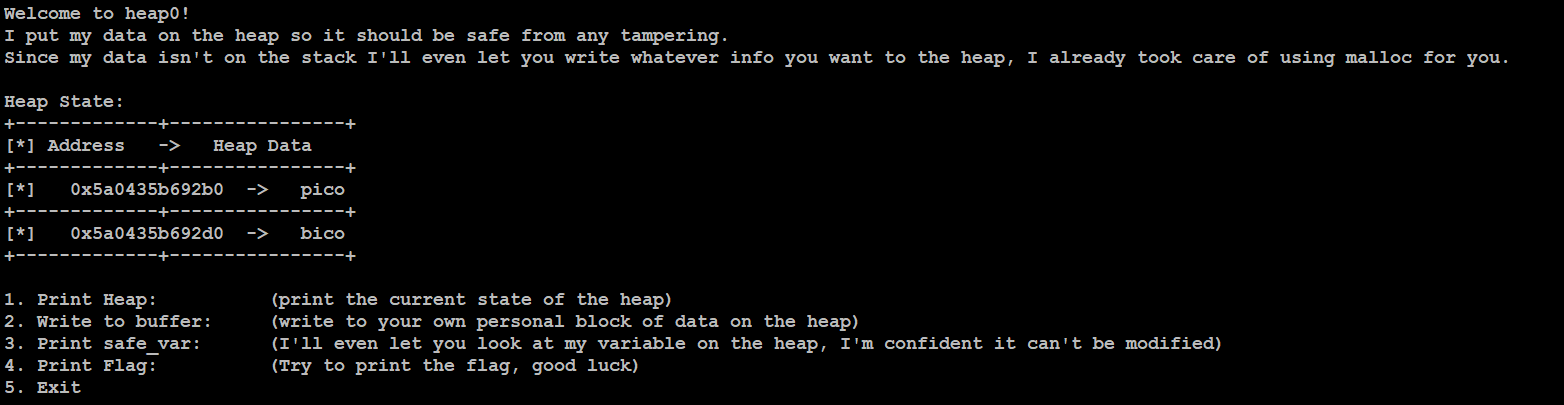 Welcome to heap0!
I put my data on the heap so it should be safe from any tampering.
Since my data isn't on the stack I'll even let you write whatever info you want to the heap, I already took care of using malloc for you.

Heap State:
+-------------+----------------+
[*] Address   ->   Heap Data
+-------------+----------------+
[*]   0x5a0435b692b0  ->   pico
+-------------+----------------+
[*]   0x5a0435b692d0  ->   bico
+-------------+----------------+

1. Print Heap:          (print the current state of the heap)
2. Write to buffer:     (write to your own personal block of data on the heap)
3. Print safe_var:      (I'll even let you look at my variable on the heap, I'm confident it can't be modified)
4. Print Flag:          (Try to print the flag, good luck)
5. Exit